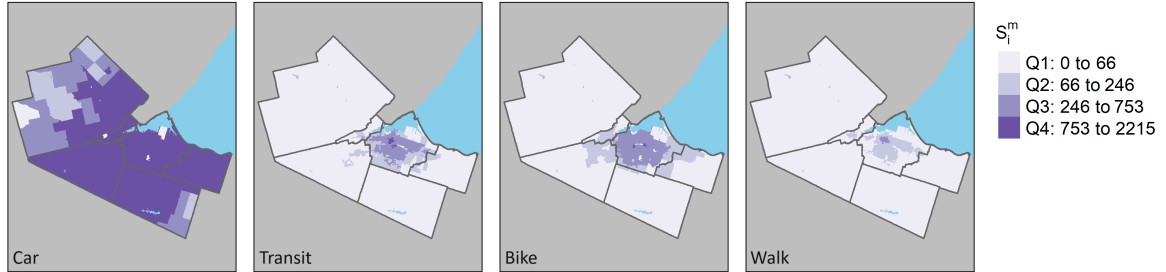 Car
Transit
Bike
Walk
S_i^m
Q1: 0 to 66
Q2: 66 to 246
Q3: 246 to 753
Q4: 753 to 2215